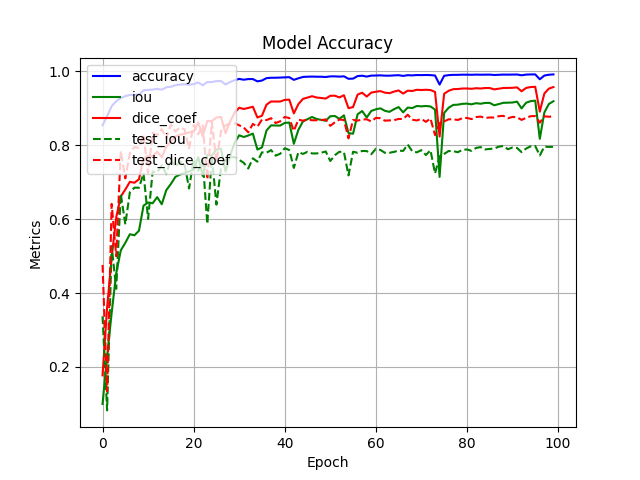 Model Accuracy
accuracy
iou
dice_coef
test_iou
test_dice_coef
Metrics
1.0
0.8
0.6
0.4
0.2
0 20 40 60 80 100
Epoch